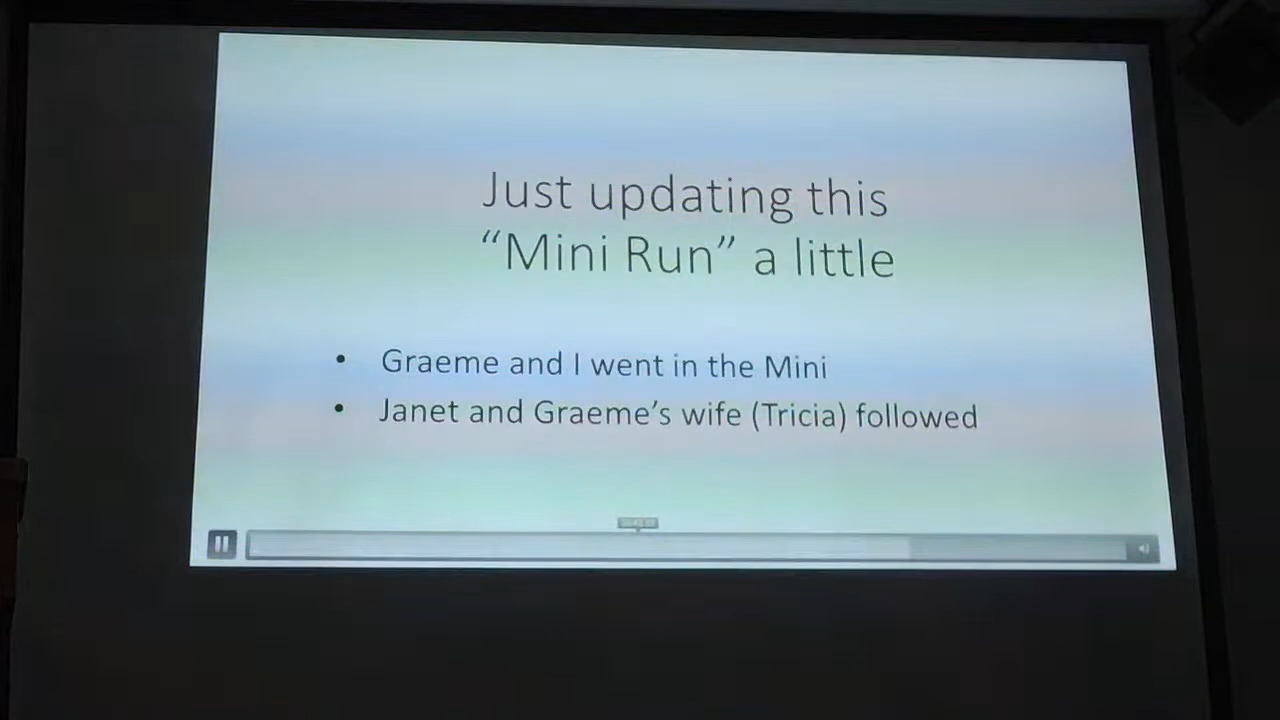 Just updating this
“Mini Run” a little
• Graeme and I went in the Mini
• Janet and Graeme’s wife (Tricia) followed